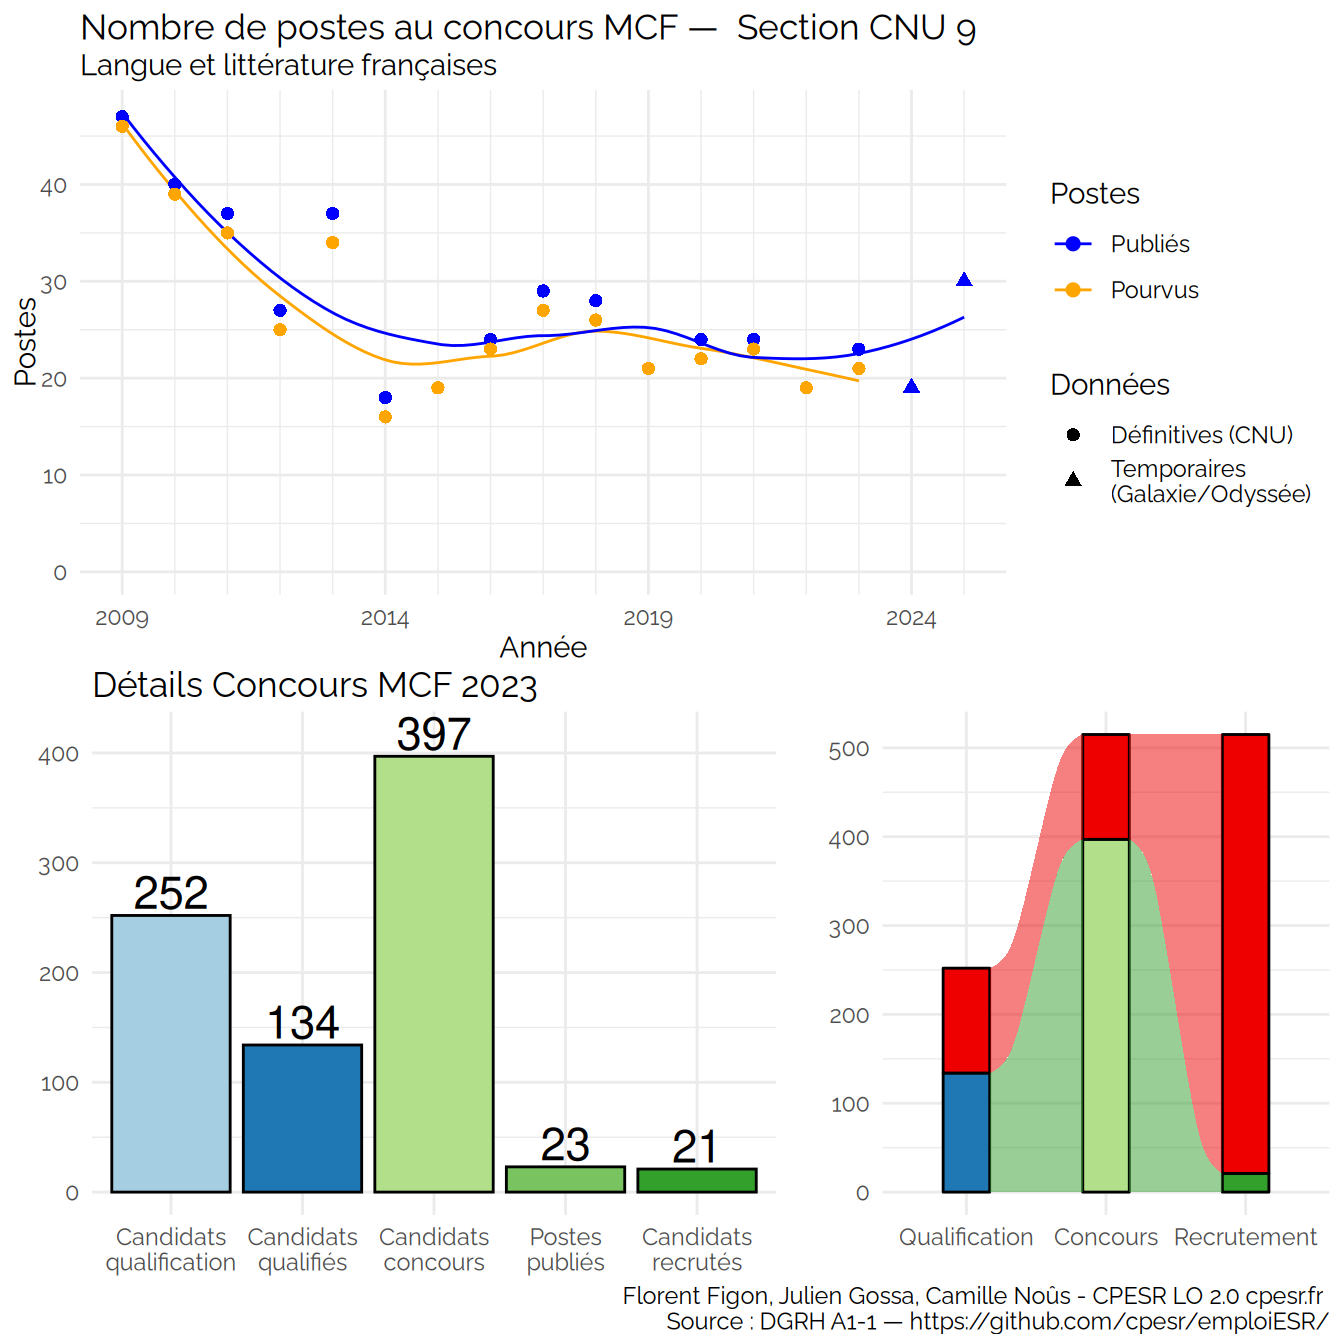 Nombre de postes au concours MCF — Section CNU 9
Langue et littérature françaises
Postes
40
30
20
10
0
2009 2014 2019 2024
Année
Postes
Publiés
Pourvus
Données
Définitives (CNU)
Temporaires
(Galaxie/Odyssée)
Détails Concours MCF 2023
400
300
200
100
0
252
134
397
23
21
Candidats
qualification
Candidats
qualifiés
Candidats
concours
Postes
publiés
Candidats
recrutés
500
400
300
200
100
0
Qualification Concours Recrutement
Florent Figon, Julien Gossa, Camille Noûs - CPESR LO 2.0 cpesr.fr
Source : DGRH A1-1 — https://github.com/cpesr/emploiESR/